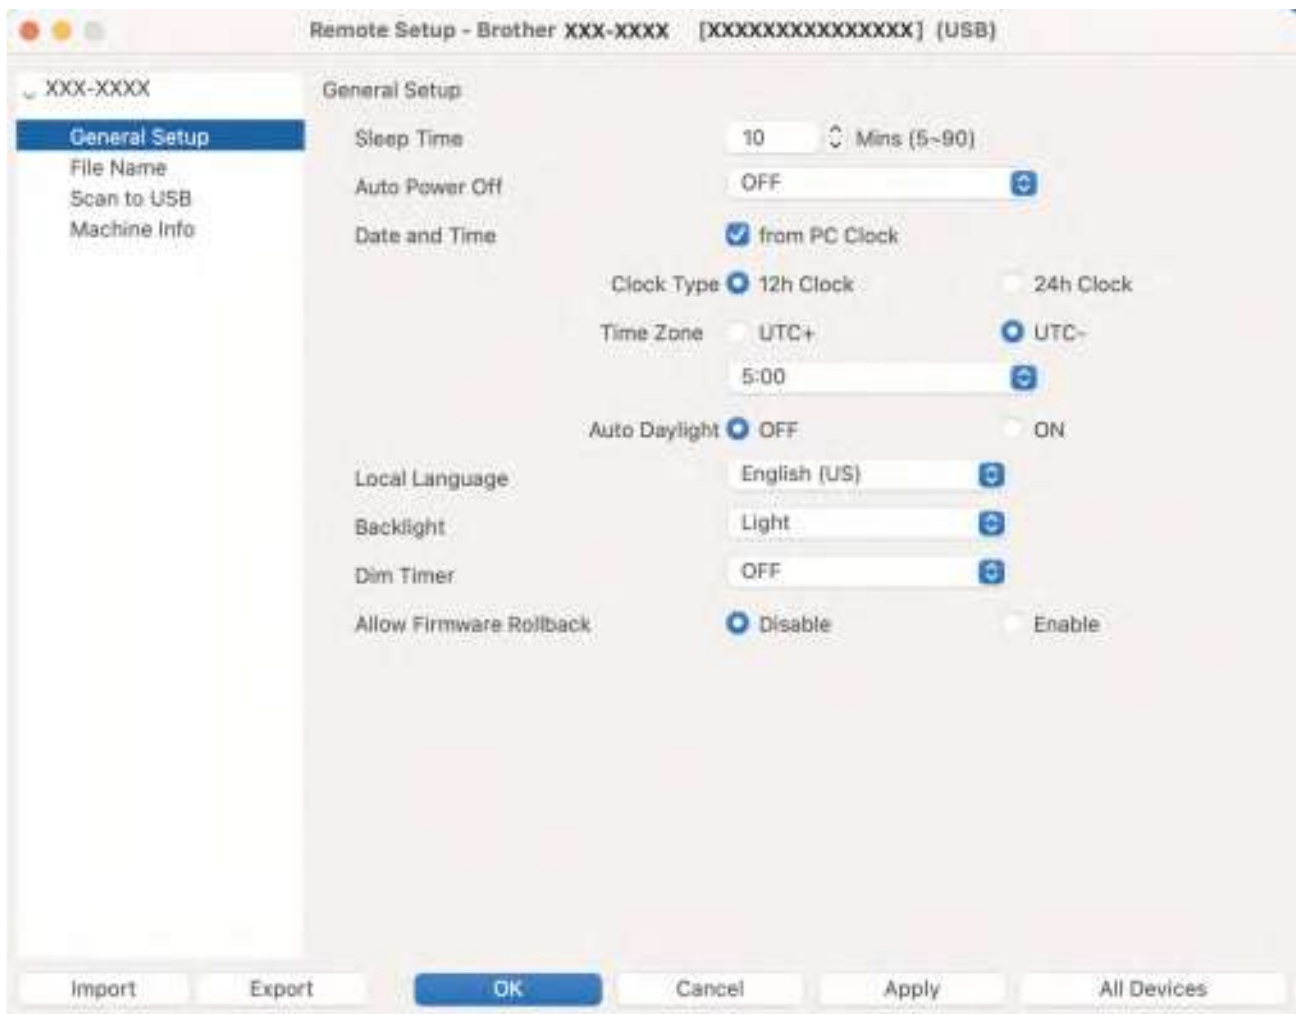 Remote Setup - Brother XXX-XXXX [XXXXXXXXXXXXXXX] (USB)
XXX-XXXX
General Setup
File Name
Scan to USB
Machine Info
General Setup
Sleep Time 10 Mins (5~90)
Auto Power Off OFF
Date and Time from PC Clock
Clock Type 12h Clock 24h Clock
Time Zone UTC+ UTC-
5:00
Auto Daylight OFF ON
Local Language English (US)
Backlight Light
Dim Timer OFF
Allow Firmware Rollback Disable Enable
Import Export OK Cancel Apply All Devices